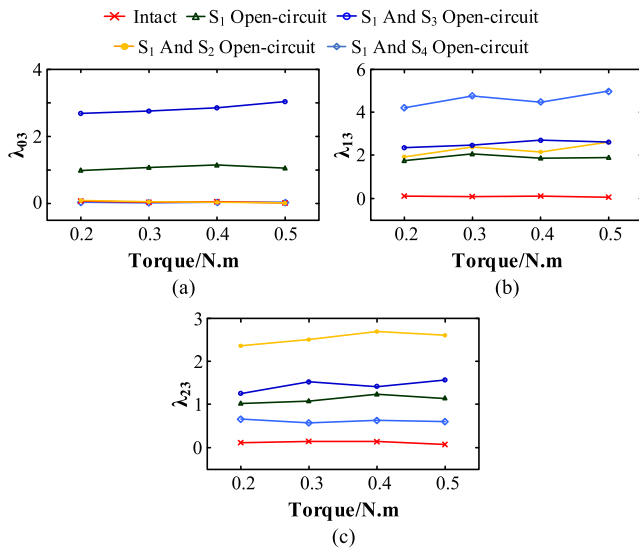 Intact S₁ Open-circuit S₁ And S₃ Open-circuit
S₁ And S₂ Open-circuit S₁ And S₄ Open-circuit
4
2
0
λ₀₃
0.2 0.3 0.4 0.5
Torque/N.m
(a)
6
4
2
0
λ₁₃
0.2 0.3 0.4 0.5
Torque/N.m
(b)
3
2
1
0
λ₂₃
0.2 0.3 0.4 0.5
Torque/N.m
(c)